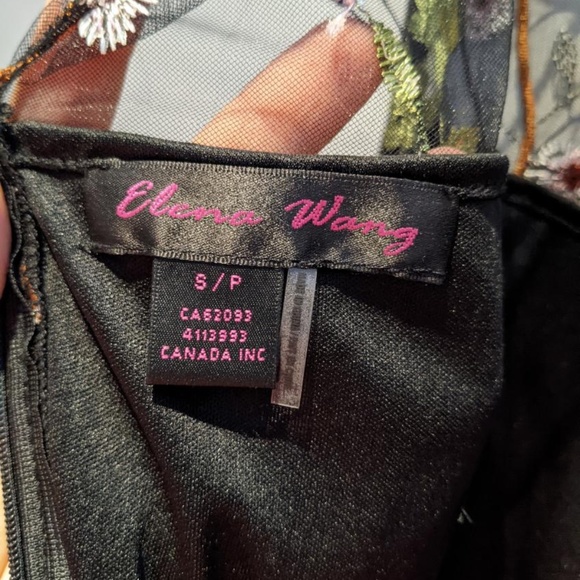 Elena Wang
S / P
CA62093
4113993
CANADA INC